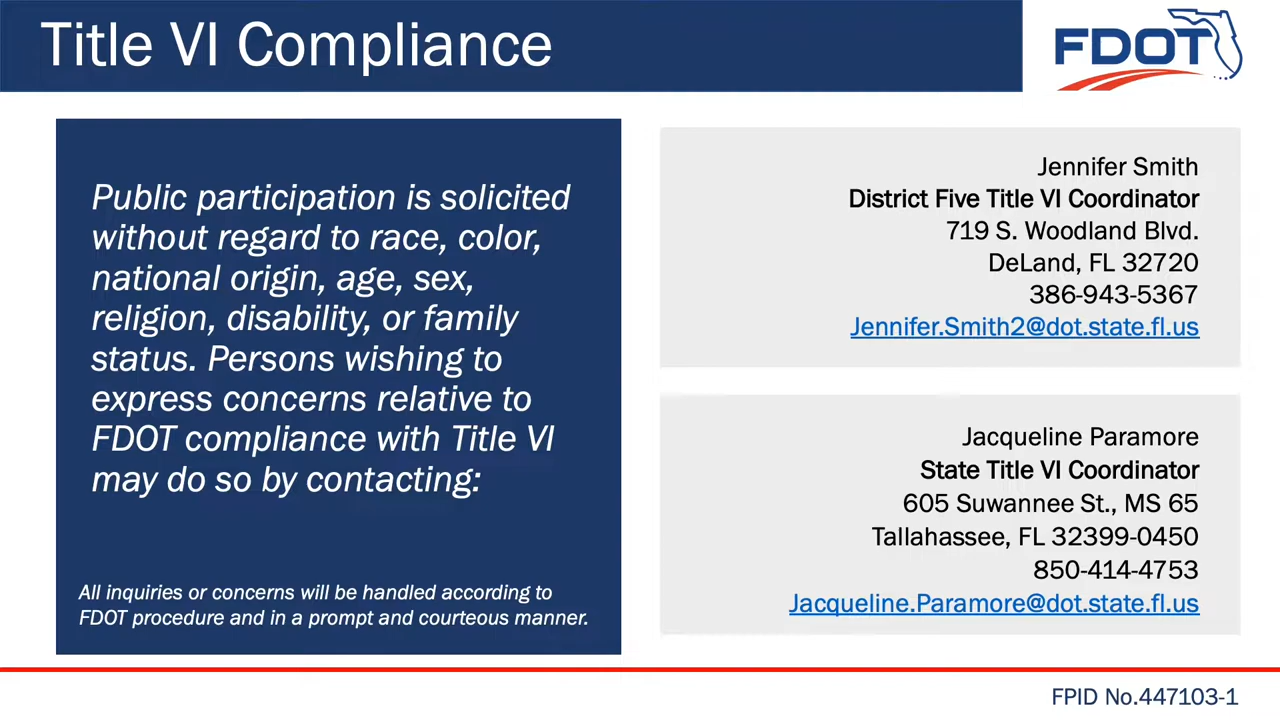 Title VI Compliance
FDOT
Public participation is solicited
without regard to race, color,
national origin, age, sex,
religion, disability, or family
status. Persons wishing to
express concerns relative to
FDOT compliance with Title VI
may do so by contacting:
All inquiries or concerns will be handled according to
FDOT procedure and in a prompt and courteous manner.
Jennifer Smith
District Five Title VI Coordinator
719 S. Woodland Blvd.
DeLand, FL 32720
386-943-5367
Jennifer.Smith2@dot.state.fl.us
Jacqueline Paramore
State Title VI Coordinator
605 Suwannee St., MS 65
Tallahassee, FL 32399-0450
850-414-4753
Jacqueline.Paramore@dot.state.fl.us
FPID No.447103-1